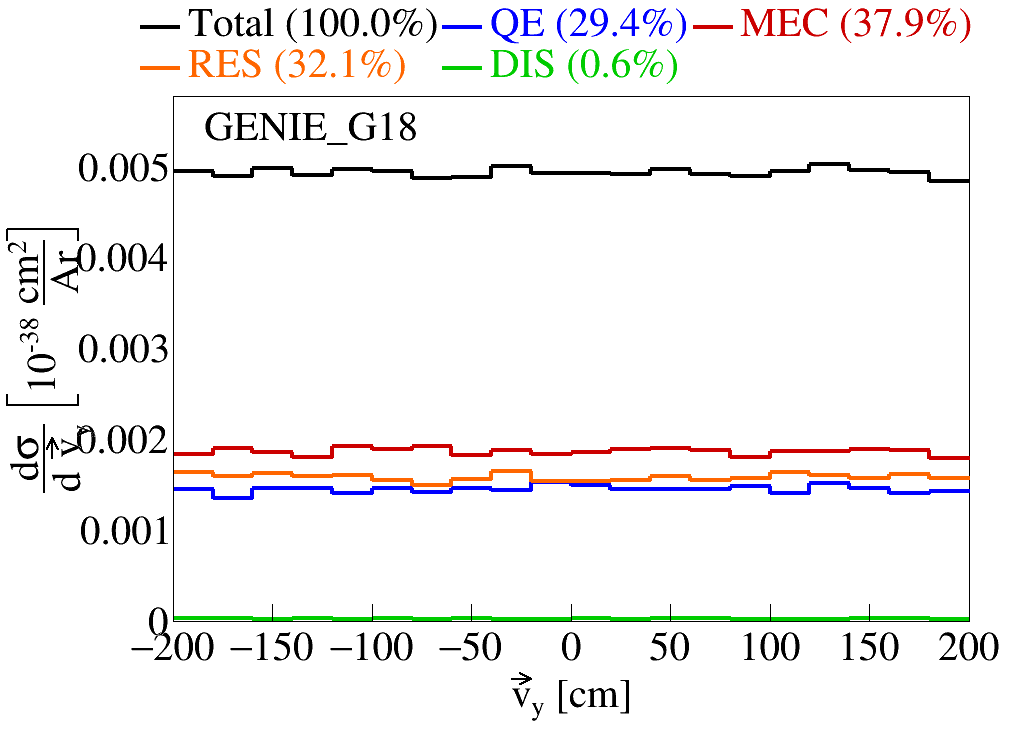 Total (100.0%) QE (29.4%) MEC (37.9%)
RES (32.1%) DIS (0.6%)
GENIE_G18
0.005
0.004
0.003
0.002
0.001
0
dσ/d v⃗y [10⁻³⁸ cm²/Ar]
−200 −150 −100 −50 0 50 100 150 200
v⃗y [cm]